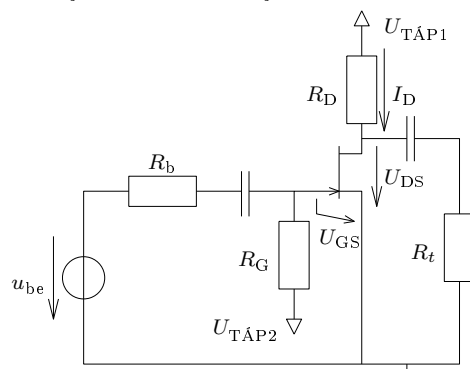 U_TÁP1
R_D
I_D
R_b
U_DS
U_GS
R_G
R_t
u_be
U_TÁP2